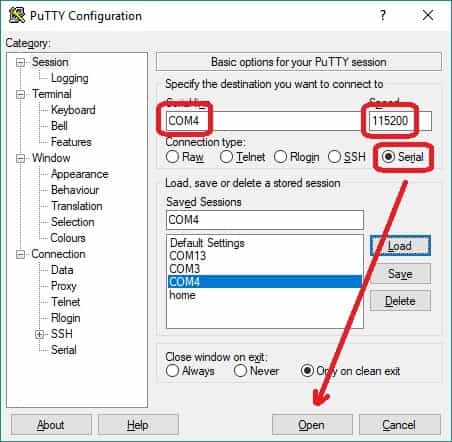 PuTTY Configuration
Category:
Session
Logging
Terminal
Keyboard
Bell
Features
Window
Appearance
Behaviour
Translation
Selection
Colours
Connection
Data
Proxy
Telnet
Rlogin
SSH
Serial
Basic options for your PuTTY session
Specify the destination you want to connect to
Serial line
Speed
COM4
115200
Connection type:
Raw Telnet Rlogin SSH Serial
Load, save or delete a stored session
Saved Sessions
COM4
Default Settings
COM13
COM3
COM4
home
Load
Save
Delete
Close window on exit:
Always Never Only on clean exit
About Help Open Cancel